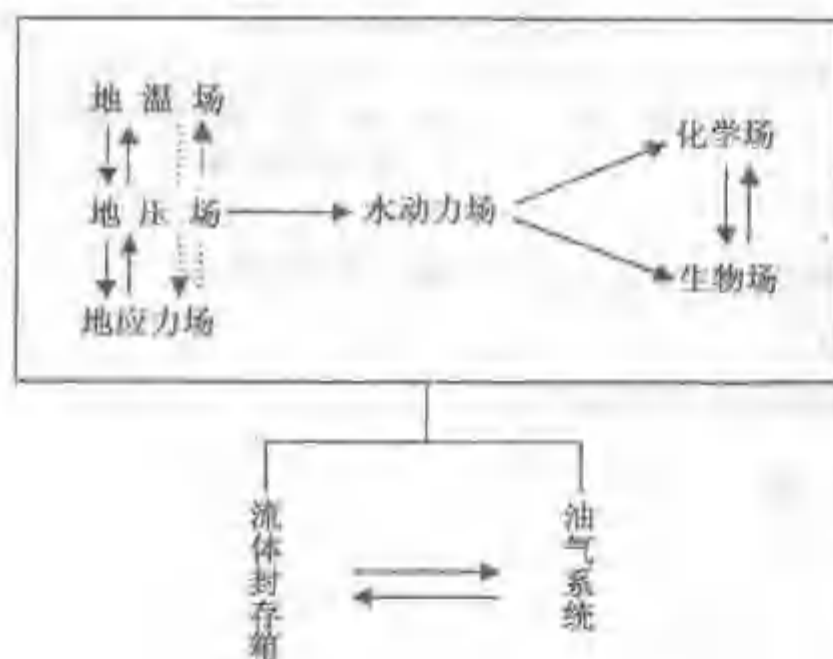 地 温 场
化学场
地 压 场
水动力场
生物场
地应力场
流体封存箱
油气系统